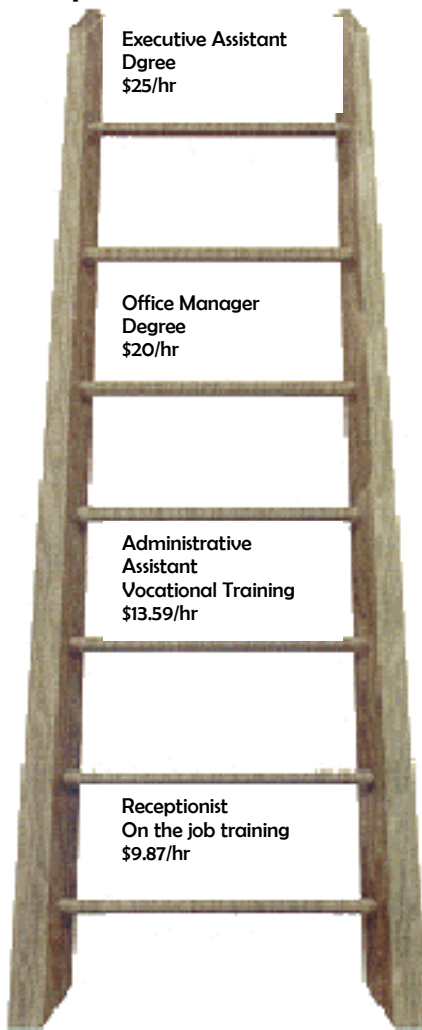 Executive Assistant
Dgree
$25/hr
Office Manager
Degree
$20/hr
Administrative
Assistant
Vocational Training
$13.59/hr
Receptionist
On the job training
$9.87/hr